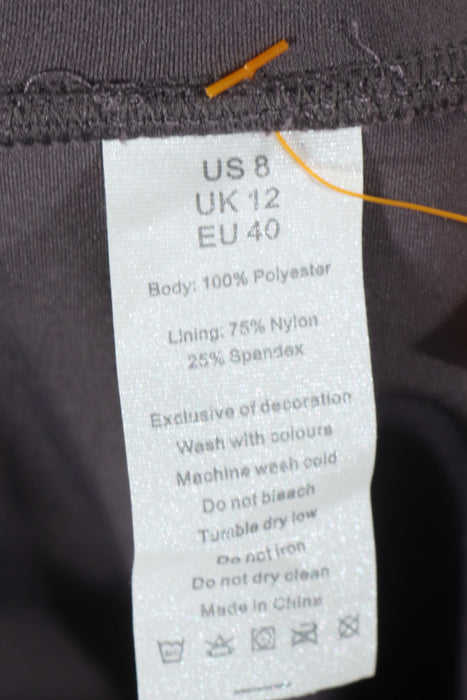 US 8
UK 12
EU 40
Body: 100% Polyester
Lining: 75% Nylon
25% Spandex
Exclusive of decoration
Wash with colours
Machine wash cold
Do not bleach
Tumble dry low
Do not iron
Do not dry clean
Made in China